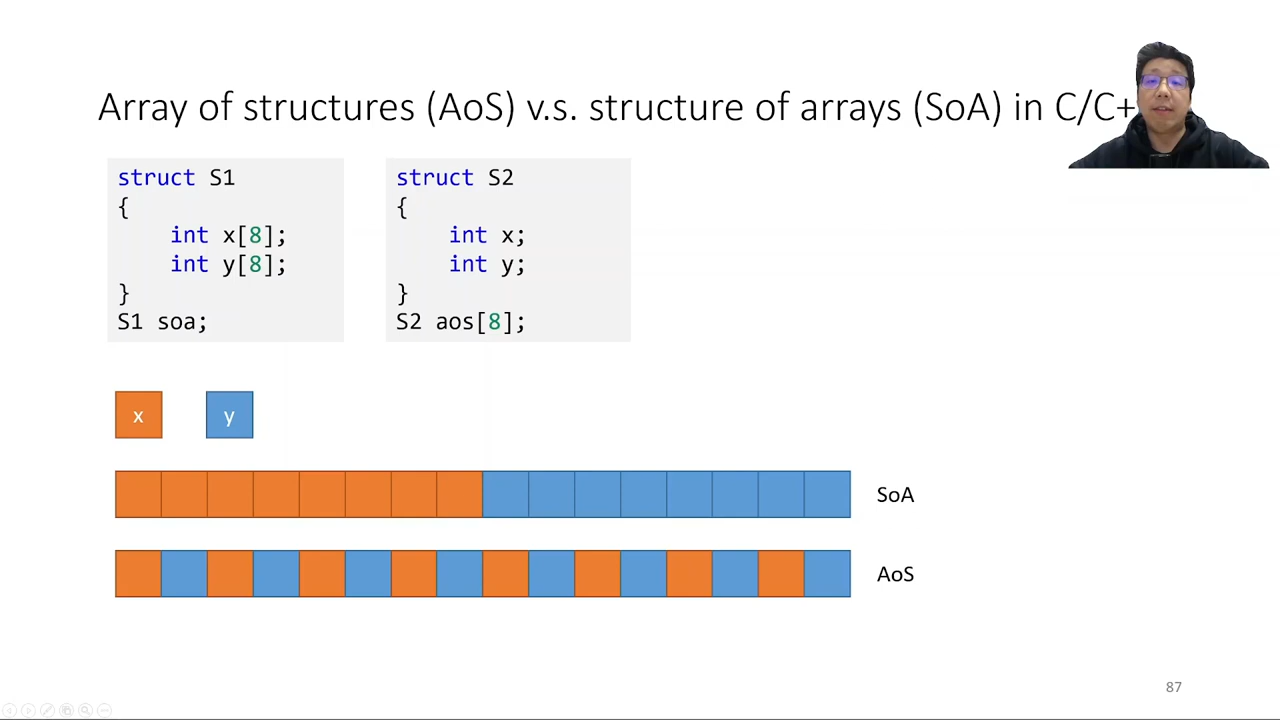 Array of structures (AoS) v.s. structure of arrays (SoA) in C/C+
struct S1
{
    int x[8];
    int y[8];
}
S1 soa;
struct S2
{
    int x;
    int y;
}
S2 aos[8];
x
y
SoA
AoS
87